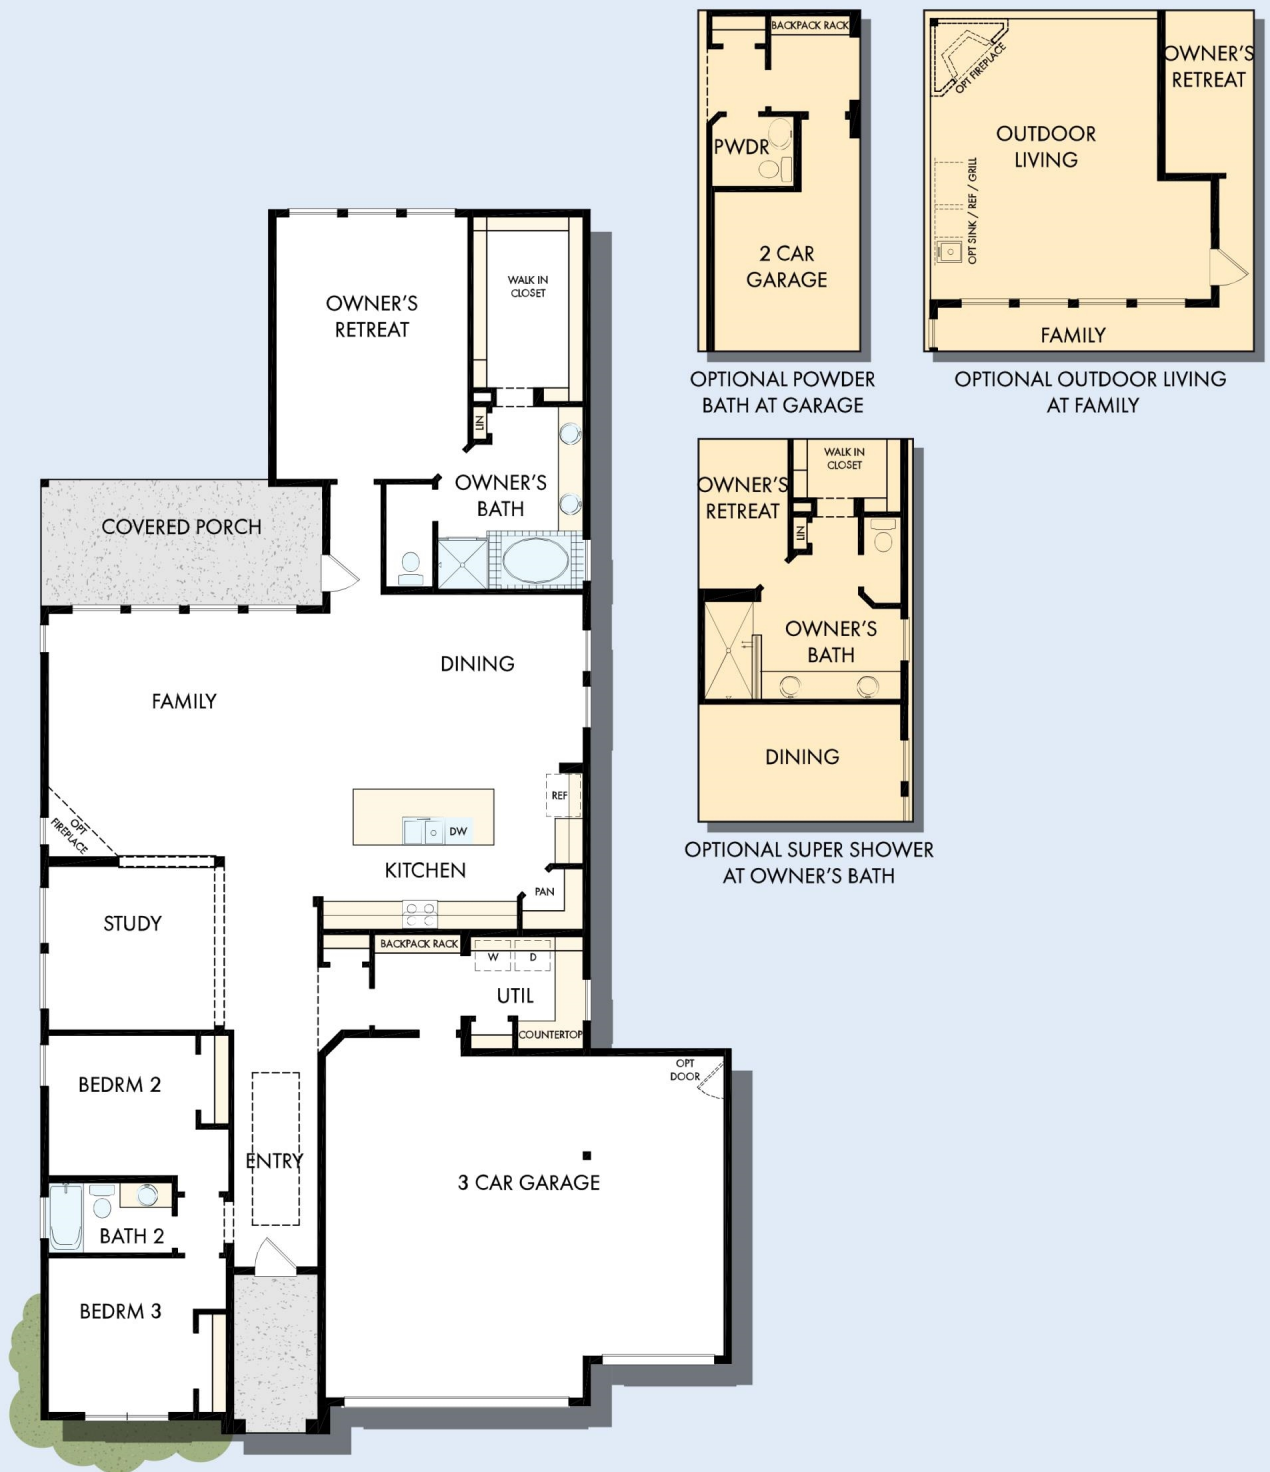 BACKPACK RACK
PWDR
2 CAR
GARAGE
OPTIONAL POWDER
BATH AT GARAGE
OPT FIREPLACE
OWNER'S
RETREAT
OUTDOOR
LIVING
OPT SINK / REF / GRILL
FAMILY
OPTIONAL OUTDOOR LIVING
AT FAMILY
OWNER'S
RETREAT
WALK IN
CLOSET
LIN
OWNER'S
BATH
COVERED PORCH
DINING
FAMILY
REF
OPT
FIREPLACE
DW
KITCHEN
PAN
STUDY
BACKPACK RACK
W
D
UTIL
COUNTERTOP
BEDRM 2
OPT
DOOR
ENTRY
3 CAR GARAGE
BATH 2
BEDRM 3
WALK IN
CLOSET
OWNER'S
RETREAT
LIN
OWNER'S
BATH
DINING
OPTIONAL SUPER SHOWER
AT OWNER'S BATH